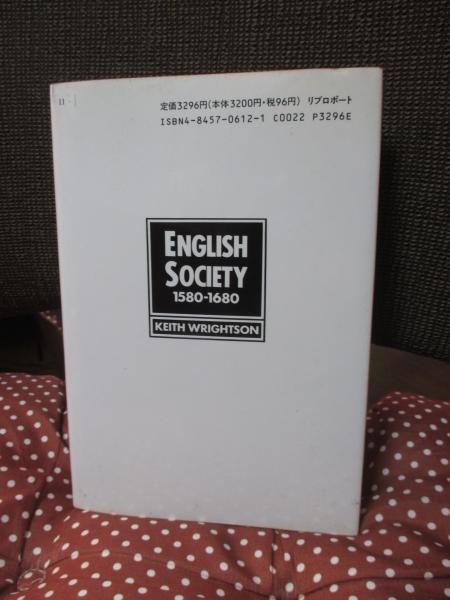 定価3296円(本体3200円・税96円) リブロポート
ISBN4-8457-0612-1 C0022 P3296E
ENGLISH
SOCIETY
1580-1680
KEITH WRIGHTSON